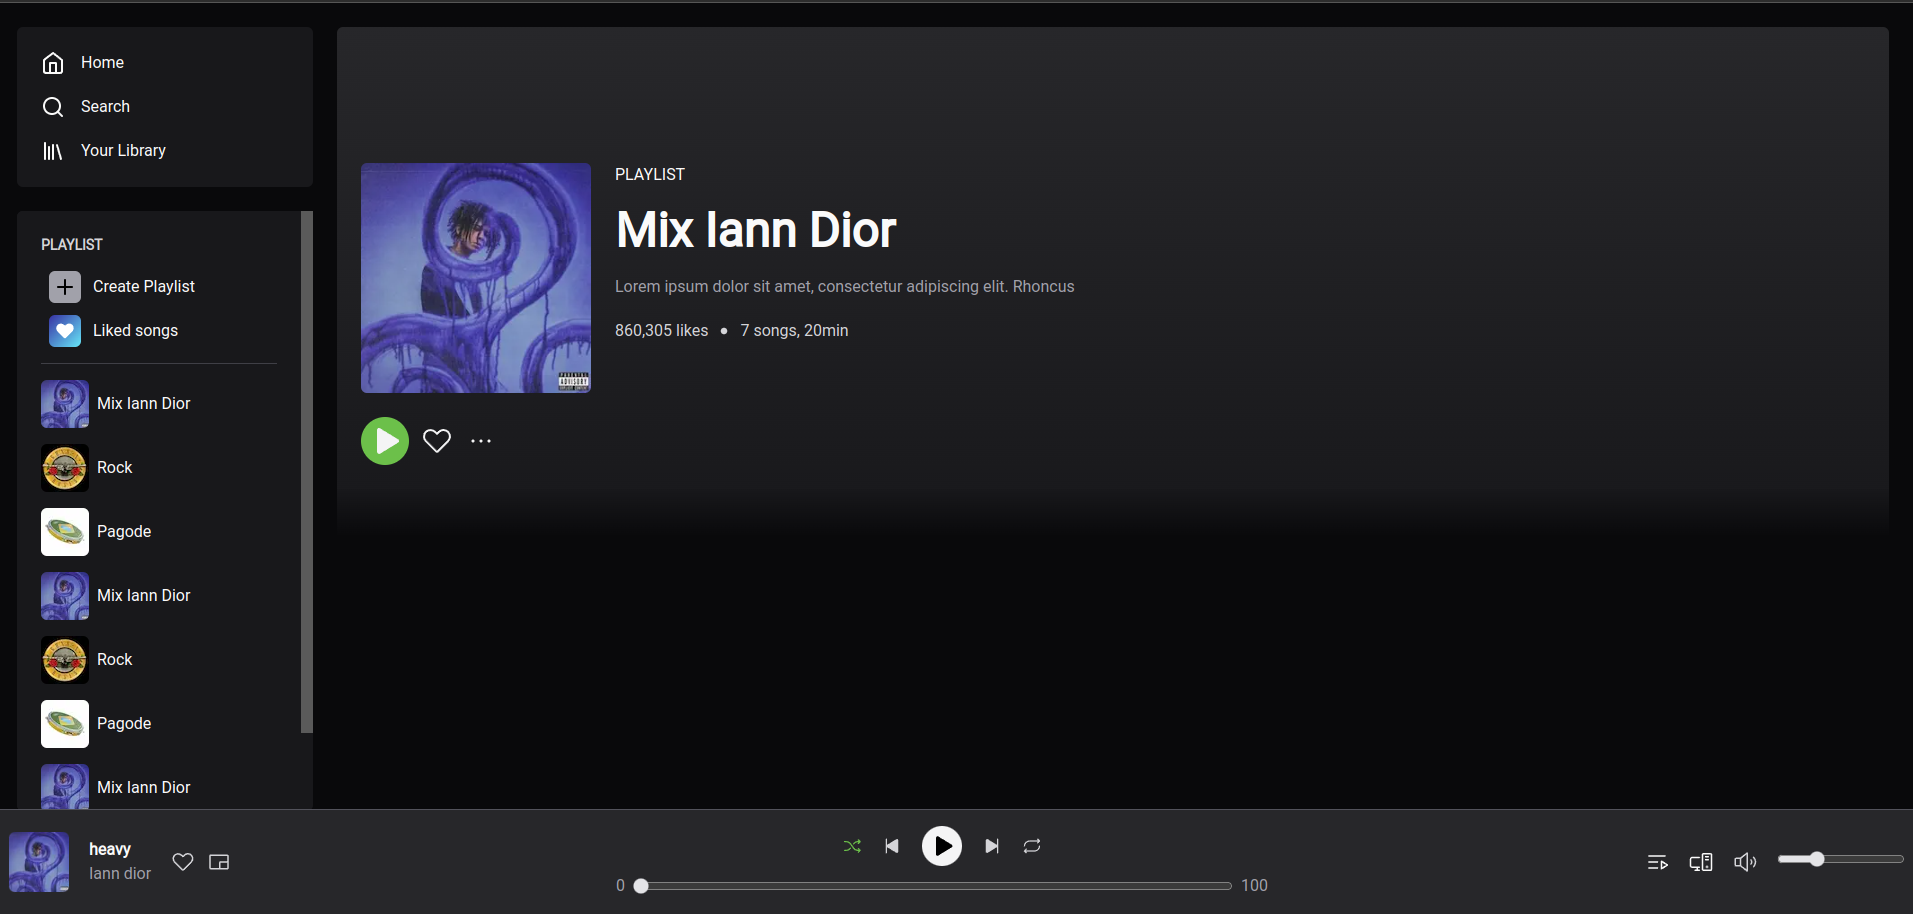 Home
Search
Your Library
PLAYLIST
Create Playlist
Liked songs
Mix Iann Dior
Rock
Pagode
Mix Iann Dior
Rock
Pagode
Mix Iann Dior
PLAYLIST
Mix Iann Dior
Lorem ipsum dolor sit amet, consectetur adipiscing elit. Rhoncus
860,305 likes ● 7 songs, 20min
PARENTAL
ADVISORY
heavy
Iann dior
0 100